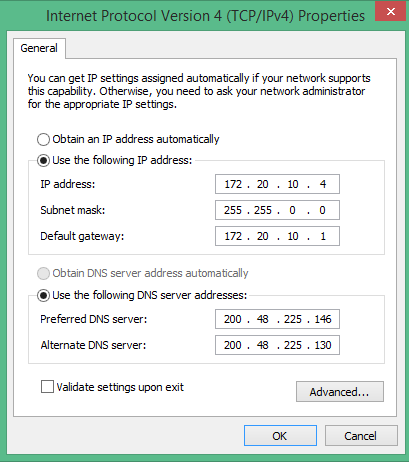 Internet Protocol Version 4 (TCP/IPv4) Properties
General
You can get IP settings assigned automatically if your network supports
this capability. Otherwise, you need to ask your network administrator
for the appropriate IP settings.
Obtain an IP address automatically
Use the following IP address:
IP address: 172 . 20 . 10 . 4
Subnet mask: 255 . 255 . 0 . 0
Default gateway: 172 . 20 . 10 . 1
Obtain DNS server address automatically
Use the following DNS server addresses:
Preferred DNS server: 200 . 48 . 225 . 146
Alternate DNS server: 200 . 48 . 225 . 130
Validate settings upon exit
Advanced...
OK Cancel